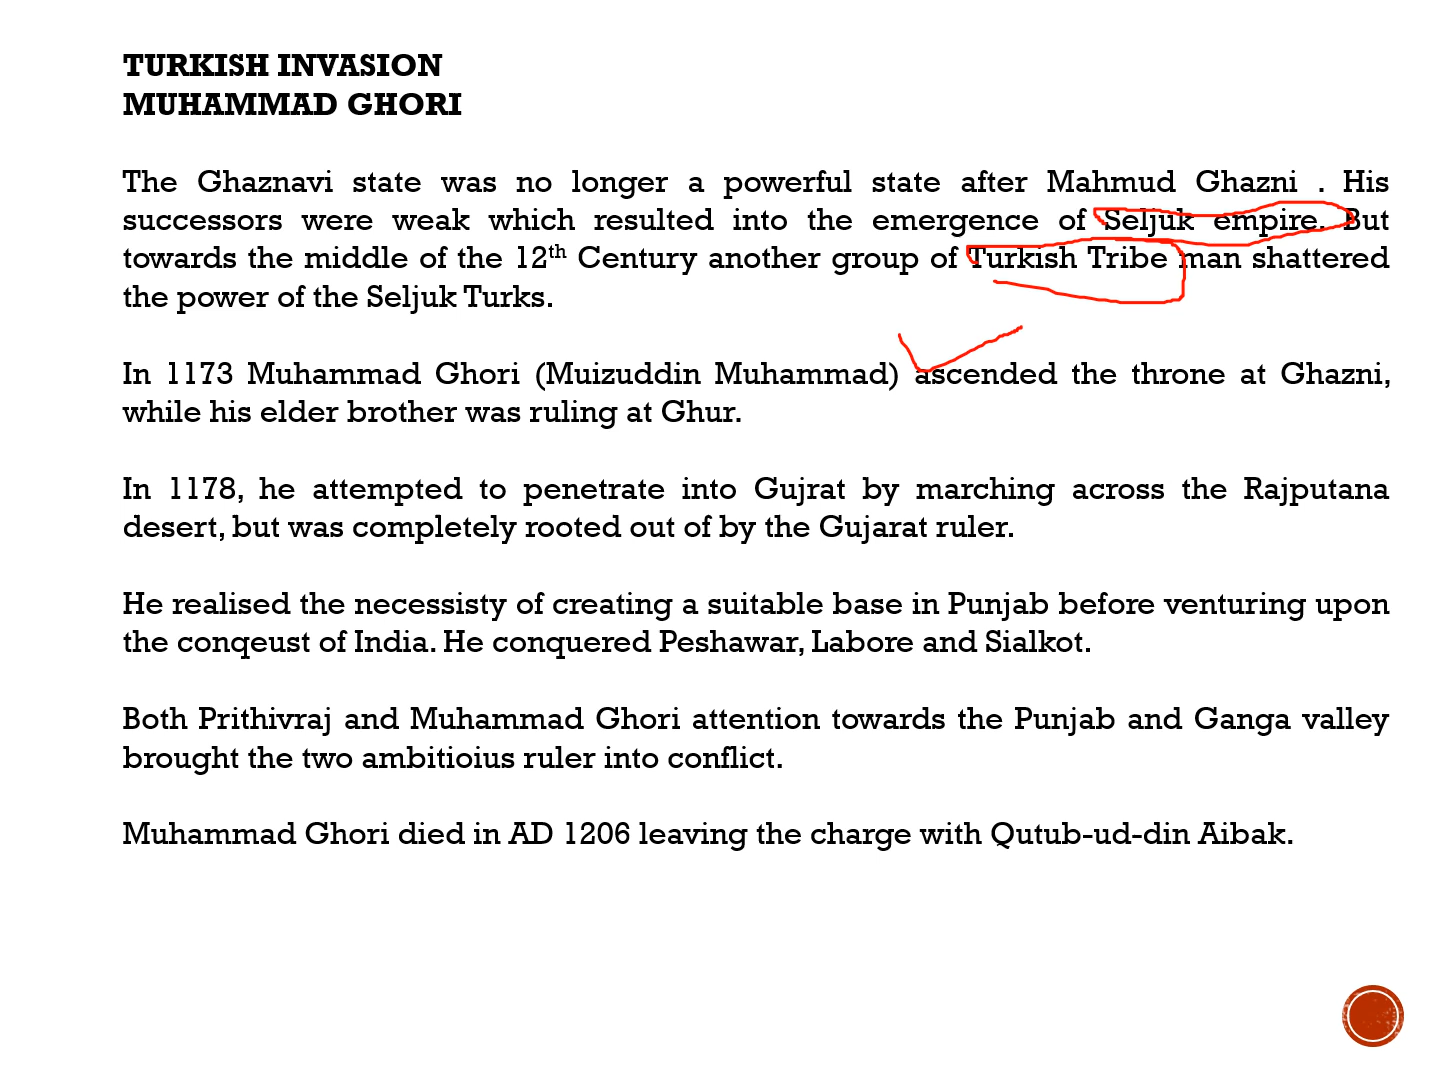 TURKISH INVASION
MUHAMMAD GHORI
The Ghaznavi state was no longer a powerful state after Mahmud Ghazni . His
successors were weak which resulted into the emergence of Seljuk empire. But
towards the middle of the 12th Century another group of Turkish Tribe man shattered
the power of the Seljuk Turks.
In 1173 Muhammad Ghori (Muizuddin Muhammad) ascended the throne at Ghazni,
while his elder brother was ruling at Ghur.
In 1178, he attempted to penetrate into Gujrat by marching across the Rajputana
desert, but was completely rooted out of by the Gujarat ruler.
He realised the necessisty of creating a suitable base in Punjab before venturing upon
the conqeust of India. He conquered Peshawar, Labore and Sialkot.
Both Prithivraj and Muhammad Ghori attention towards the Punjab and Ganga valley
brought the two ambitioius ruler into conflict.
Muhammad Ghori died in AD 1206 leaving the charge with Qutub-ud-din Aibak.